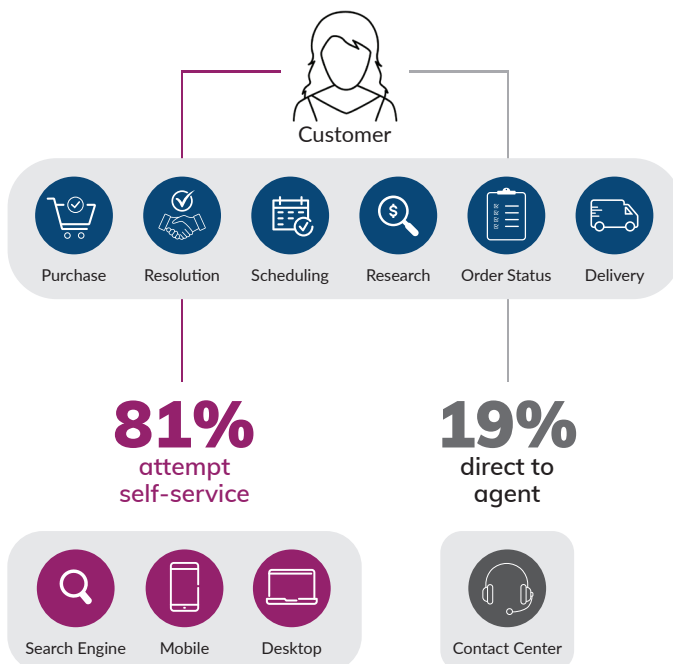 Customer
Purchase
Resolution
Scheduling
Research
Order Status
Delivery
81%
attempt
self-service
19%
direct to
agent
Search Engine
Mobile
Desktop
Contact Center